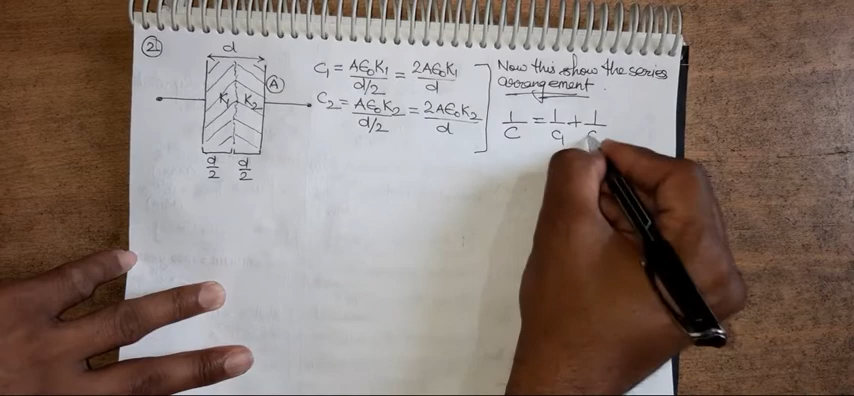 (2)
d
K₁ K₂
(A)
d/2 d/2
C₁ = Aϵ₀K₁/d/2 = 2Aϵ₀K₁/d
C₂ = Aϵ₀K₂/d/2 = 2Aϵ₀K₂/d
Now this show the series
arrangement.
1/C = 1/C₁ + 1/C